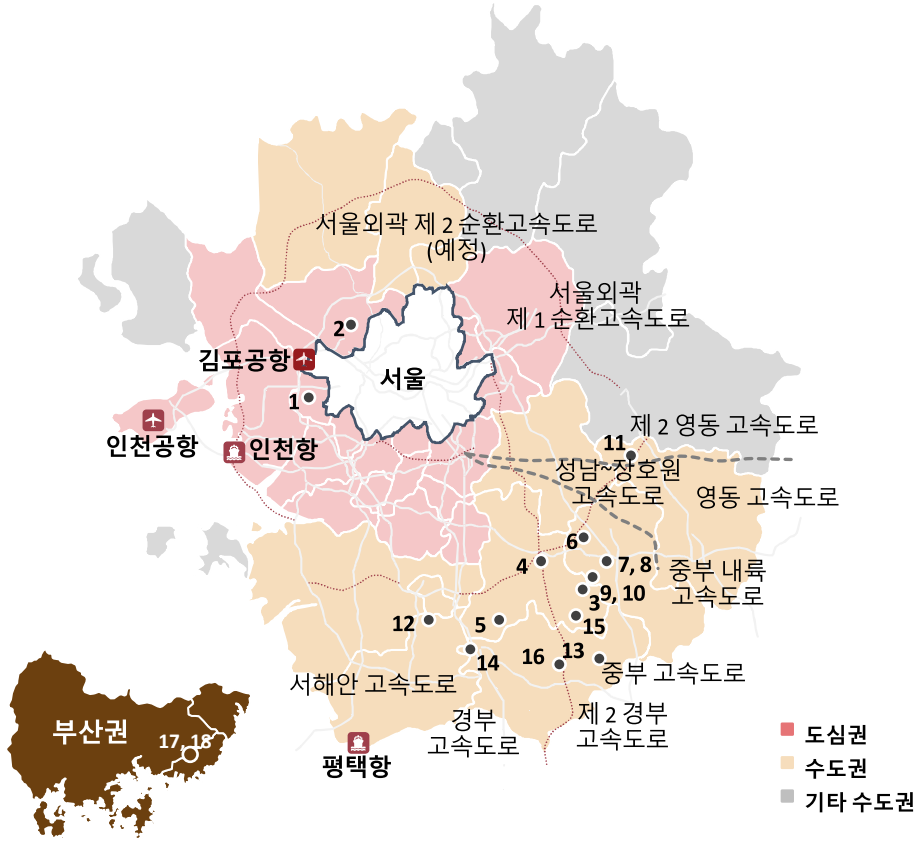 서울외곽 제 2 순환고속도로
(예정)
서울외곽
제 1 순환고속도로
2
김포공항
서울
1
인천공항
인천항
제 2 영동 고속도로
11
성남~장호원
고속도로
영동 고속도로
6
4
7, 8
중부 내륙
고속도로
9, 10
3
12
5
15
14
16
13
중부 고속도로
서해안 고속도로
경부
고속도로
제 2 경부
고속도로
평택항
부산권
17, 18
도심권
수도권
기타 수도권